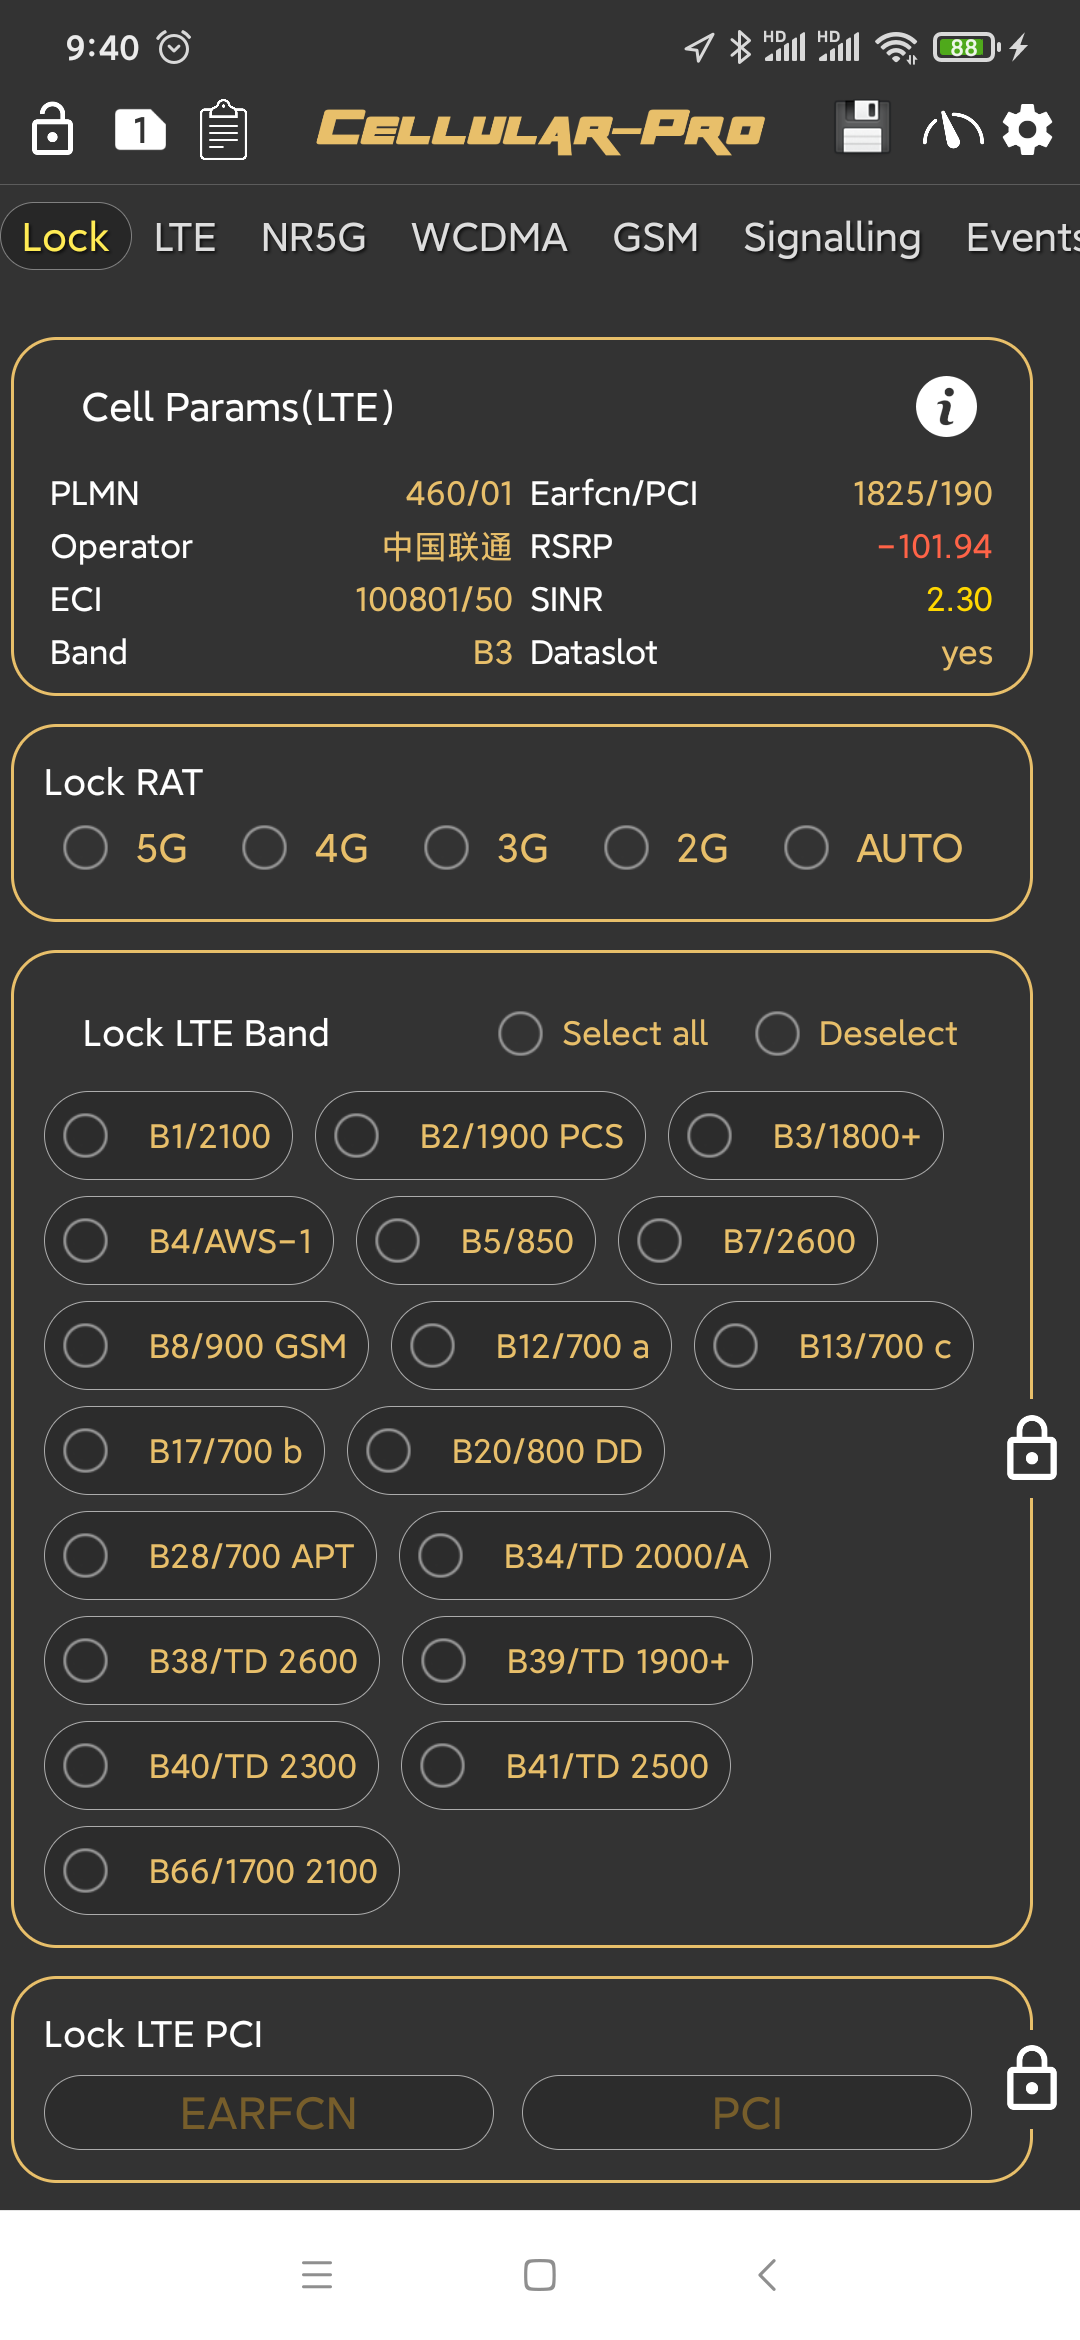 9:40 HD HD 88
1 CELLULAR-PRO
Lock LTE NR5G WCDMA GSM Signalling Events
Cell Params(LTE) i
PLMN 460/01 Earfcn/PCI 1825/190
Operator 中国联通 RSRP -101.94
ECI 100801/50 SINR 2.30
Band B3 Dataslot yes
Lock RAT
5G 4G 3G 2G AUTO
Lock LTE Band Select all Deselect
B1/2100 B2/1900 PCS B3/1800+
B4/AWS-1 B5/850 B7/2600
B8/900 GSM B12/700 a B13/700 c
B17/700 b B20/800 DD
B28/700 APT B34/TD 2000/A
B38/TD 2600 B39/TD 1900+
B40/TD 2300 B41/TD 2500
B66/1700 2100
Lock LTE PCI
EARFCN PCI